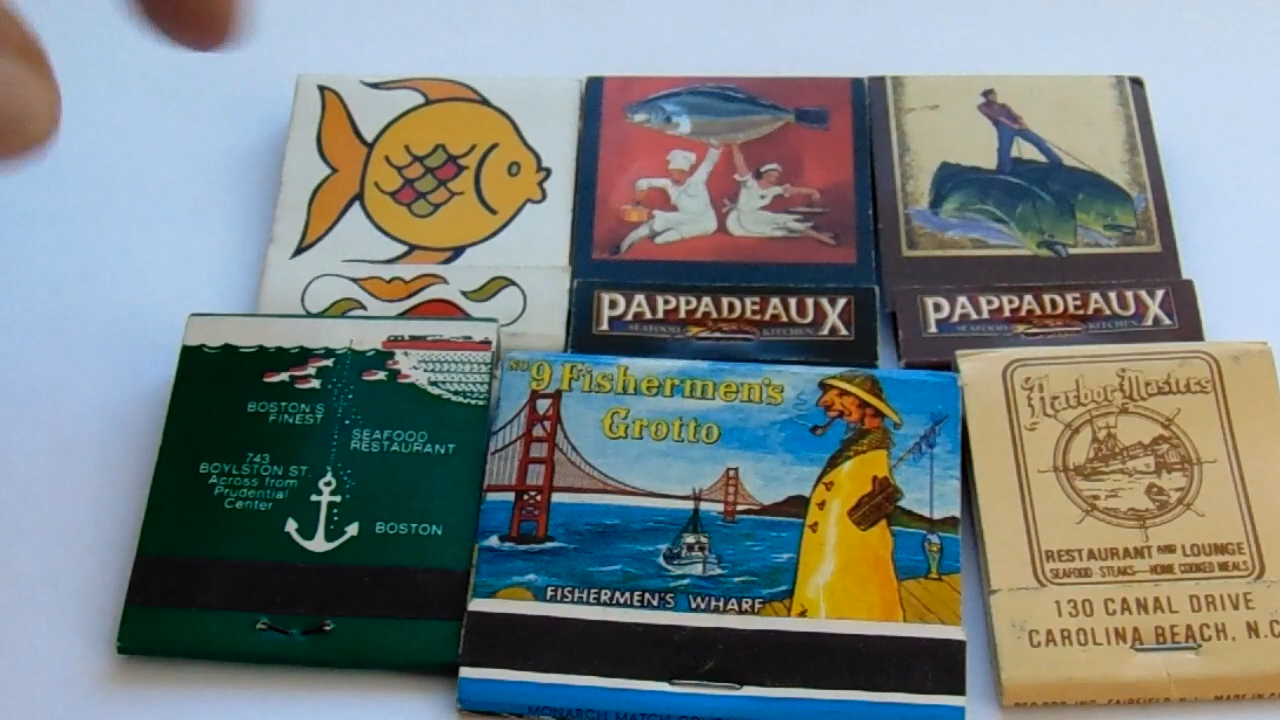 PAPPADEAUX
SEAFOOD KITCHEN
PAPPADEAUX
SEAFOOD KITCHEN
BOSTON'S
FINEST
SEAFOOD
RESTAURANT
743
BOYLSTON ST.
Across from
Prudential
Center
BOSTON
No. 9 Fishermen's
Grotto
FISHERMEN'S WHARF
MONARCH MATCH
Harbor Masters
RESTAURANT AND LOUNGE
SEAFOOD - STEAKS - HOME COOKED MEALS
130 CANAL DRIVE
CAROLINA BEACH, N.C